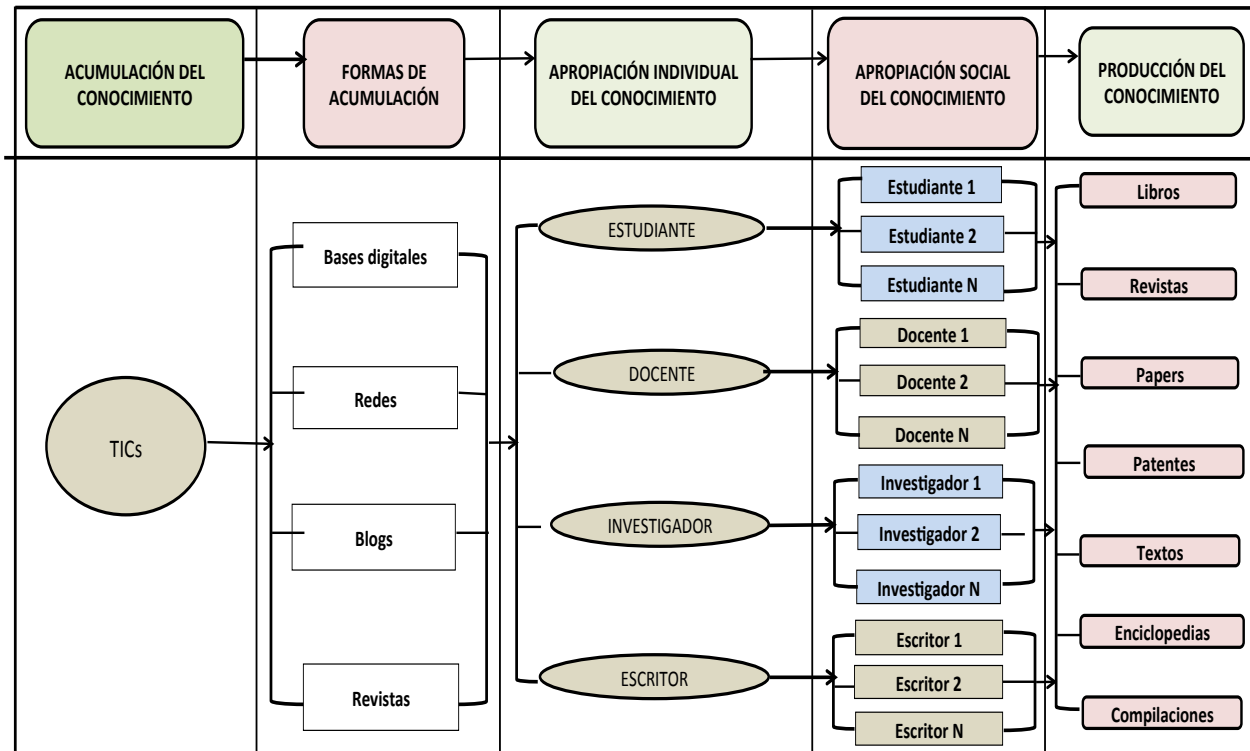 ACUMULACIÓN DEL
CONOCIMIENTO
FORMAS DE
ACUMULACIÓN
APROPIACIÓN INDIVIDUAL
DEL CONOCIMIENTO
APROPIACIÓN SOCIAL
DEL CONOCIMIENTO
PRODUCCIÓN DEL
CONOCIMIENTO
TICs
Bases digitales
Redes
Blogs
Revistas
ESTUDIANTE
DOCENTE
INVESTIGADOR
ESCRITOR
Estudiante 1
Estudiante 2
Estudiante N
Docente 1
Docente 2
Docente N
Investigador 1
Investigador 2
Investigador N
Escritor 1
Escritor 2
Escritor N
Libros
Revistas
Papers
Patentes
Textos
Enciclopedias
Compilaciones